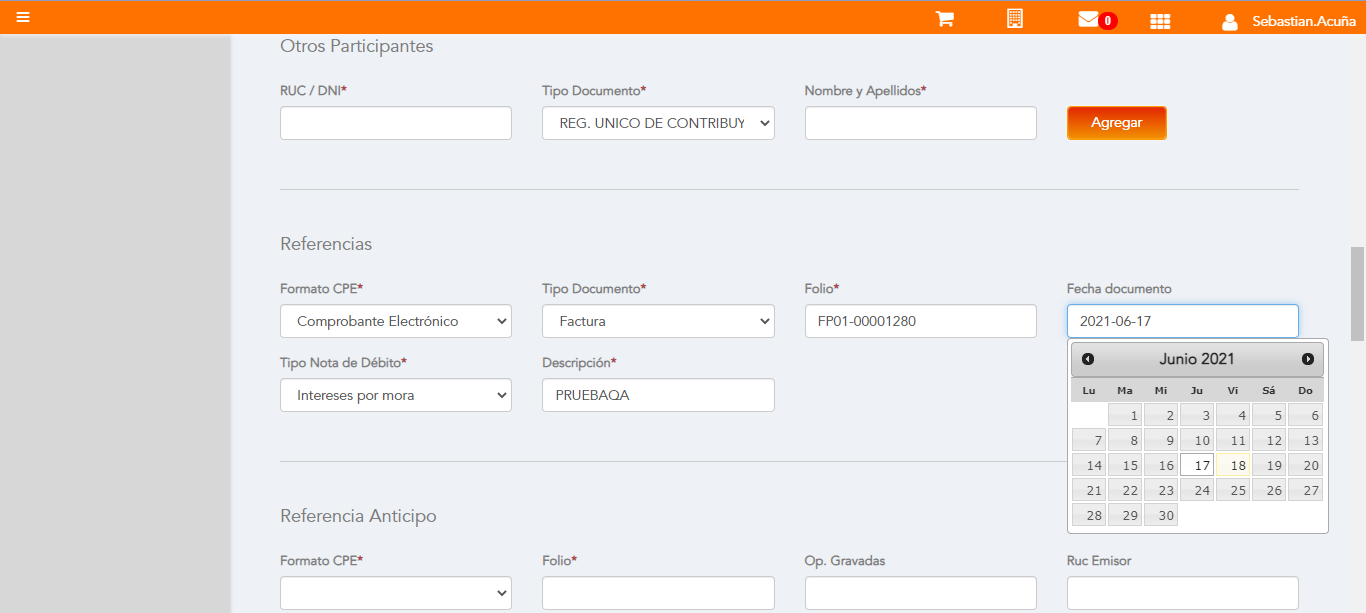 0
Sebastian.Acuña
Otros Participantes
RUC / DNI* Tipo Documento* Nombre y Apellidos*
REG. UNICO DE CONTRIBUY Agregar
Referencias
Formato CPE* Tipo Documento* Folio* Fecha documento
Comprobante Electrónico Factura FP01-00001280 2021-06-17
Tipo Nota de Débito* Descripción*
Intereses por mora PRUEBAQA
Junio 2021
Lu Ma Mi Ju Vi Sá Do
1 2 3 4 5 6
7 8 9 10 11 12 13
14 15 16 17 18 19 20
21 22 23 24 25 26 27
28 29 30
Referencia Anticipo
Formato CPE* Folio* Op. Gravadas Ruc Emisor